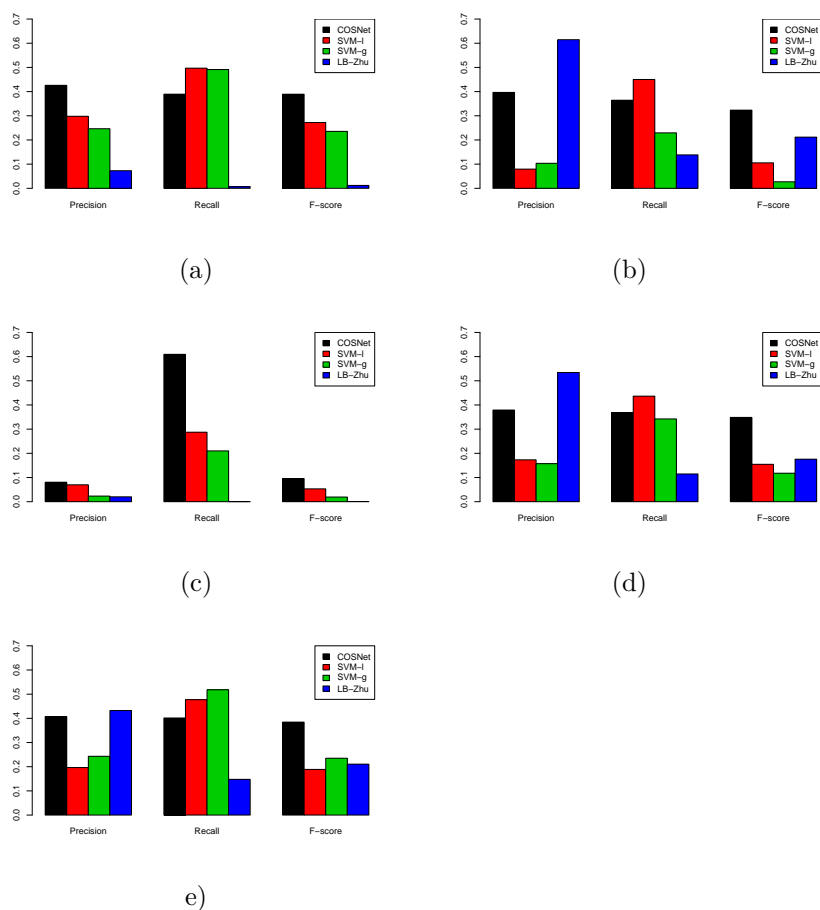 0.0 0.1 0.2 0.3 0.4 0.5 0.6 0.7
COSNet
SVM−l
SVM−g
LB−Zhu
Precision Recall F−score
(a)
0.0 0.1 0.2 0.3 0.4 0.5 0.6 0.7
COSNet
SVM−l
SVM−g
LB−Zhu
Precision Recall F−score
(b)
0.0 0.1 0.2 0.3 0.4 0.5 0.6 0.7
COSNet
SVM−l
SVM−g
LB−Zhu
Precision Recall F−score
(c)
0.0 0.1 0.2 0.3 0.4 0.5 0.6 0.7
COSNet
SVM−l
SVM−g
LB−Zhu
Precision Recall F−score
(d)
0.0 0.1 0.2 0.3 0.4 0.5 0.6 0.7
COSNet
SVM−l
SVM−g
LB−Zhu
Precision Recall F−score
e)